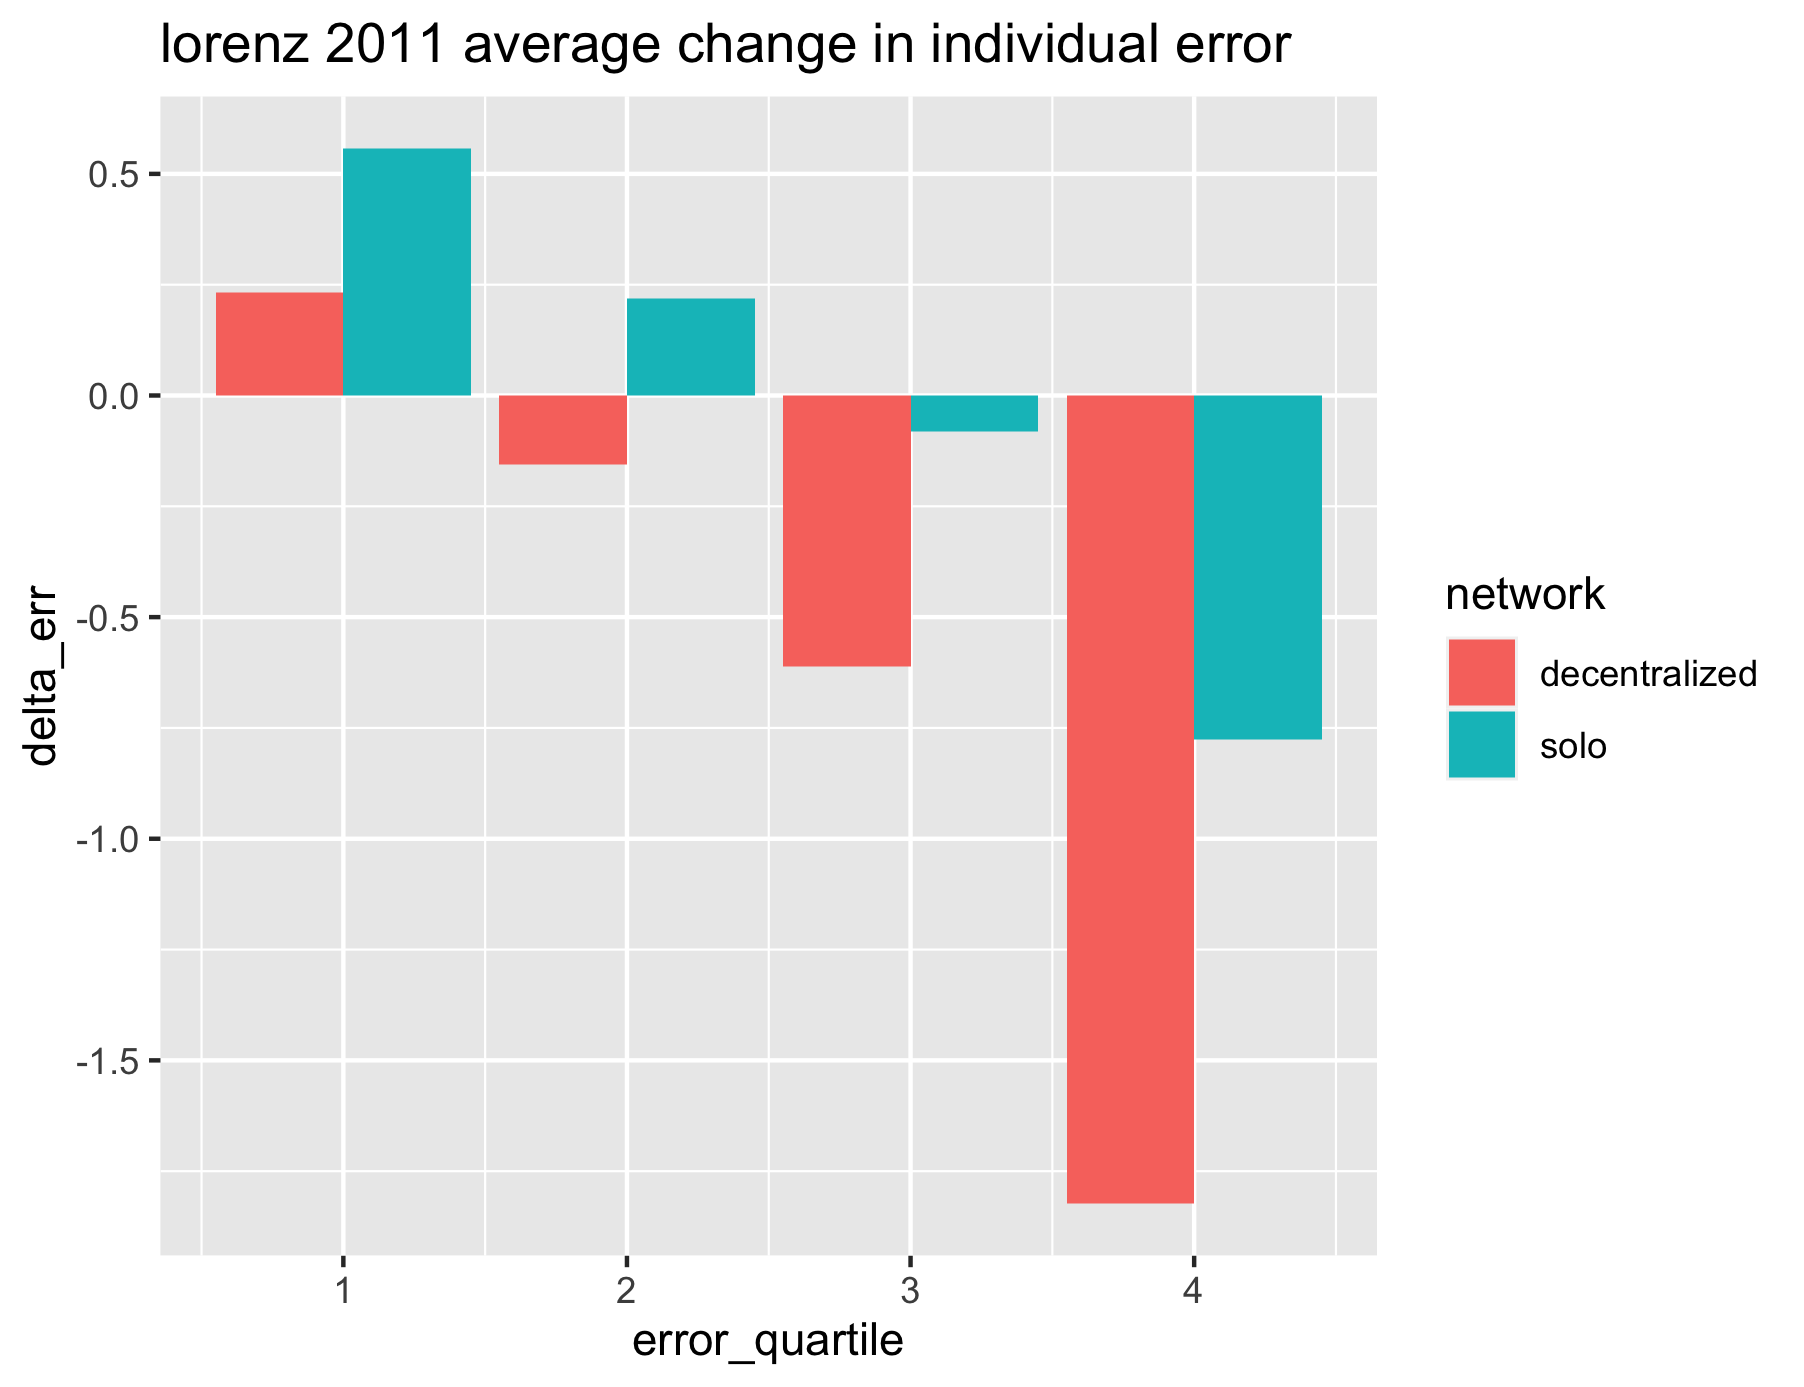 lorenz 2011 average change in individual error
0.5
0.0
-0.5
-1.0
-1.5
delta_err
1 2 3 4
error_quartile
network
decentralized
solo